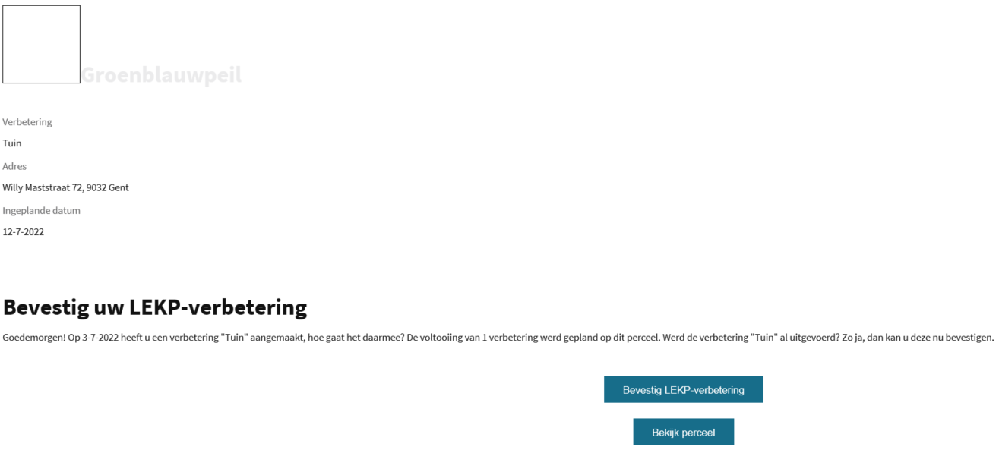 Groenblauwpeil
Verbetering
Tuin
Adres
Willy Maststraat 72, 9032 Gent
Ingeplande datum
12-7-2022
Bevestig uw LEKP-verbetering
Goedemorgen! Op 3-7-2022 heeft u een verbetering "Tuin" aangemaakt, hoe gaat het daarmee? De voltooiing van 1 verbetering werd gepland op dit perceel. Werd de verbetering "Tuin" al uitgevoerd? Zo ja, dan kan u deze nu bevestigen.
Bevestig LEKP-verbetering
Bekijk perceel